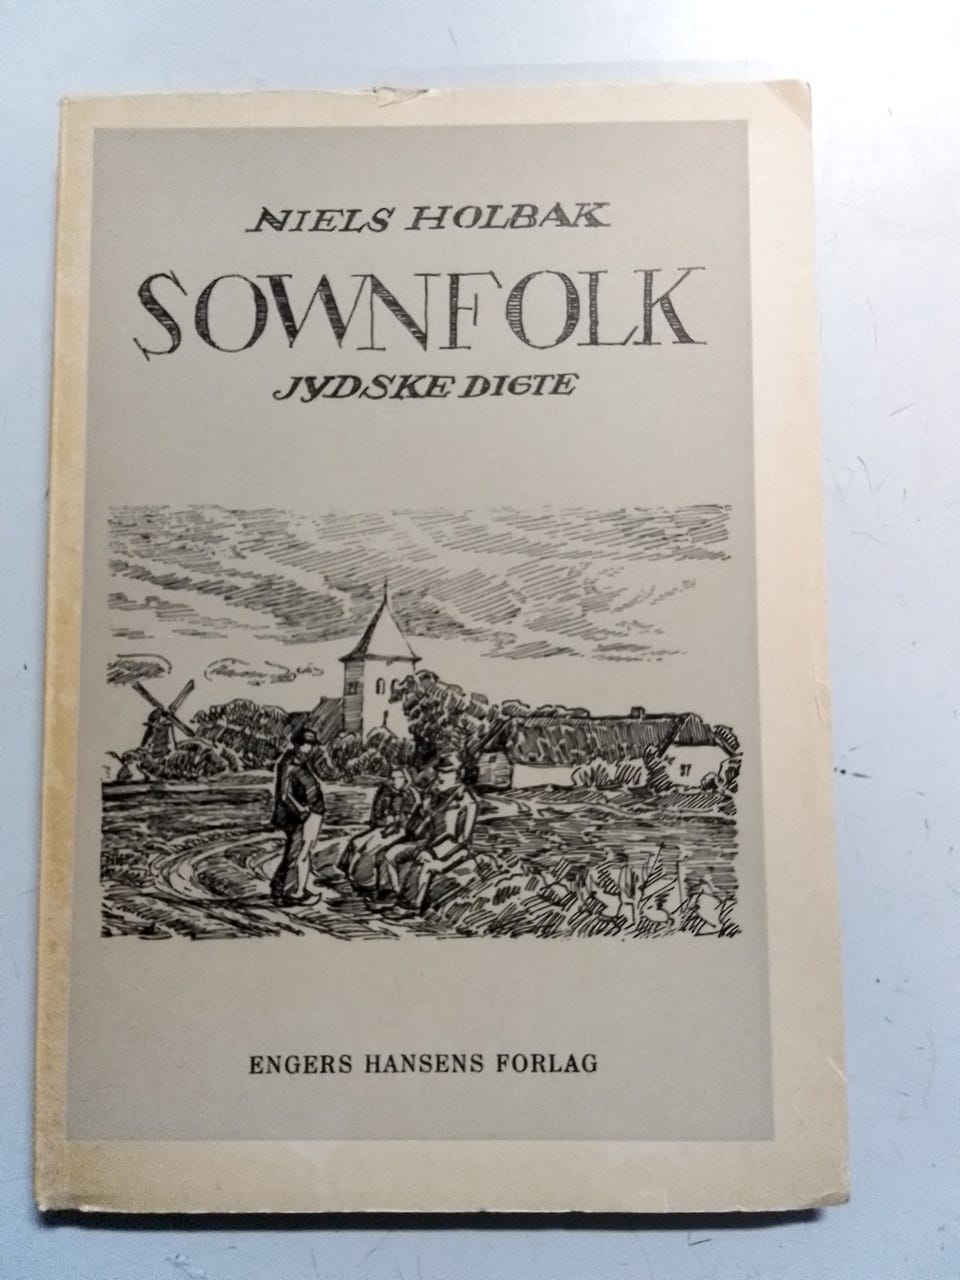 NIELS HOLBAK
SOWNFOLK
JYDSKE DIGTE
ENGERS HANSENS FORLAG